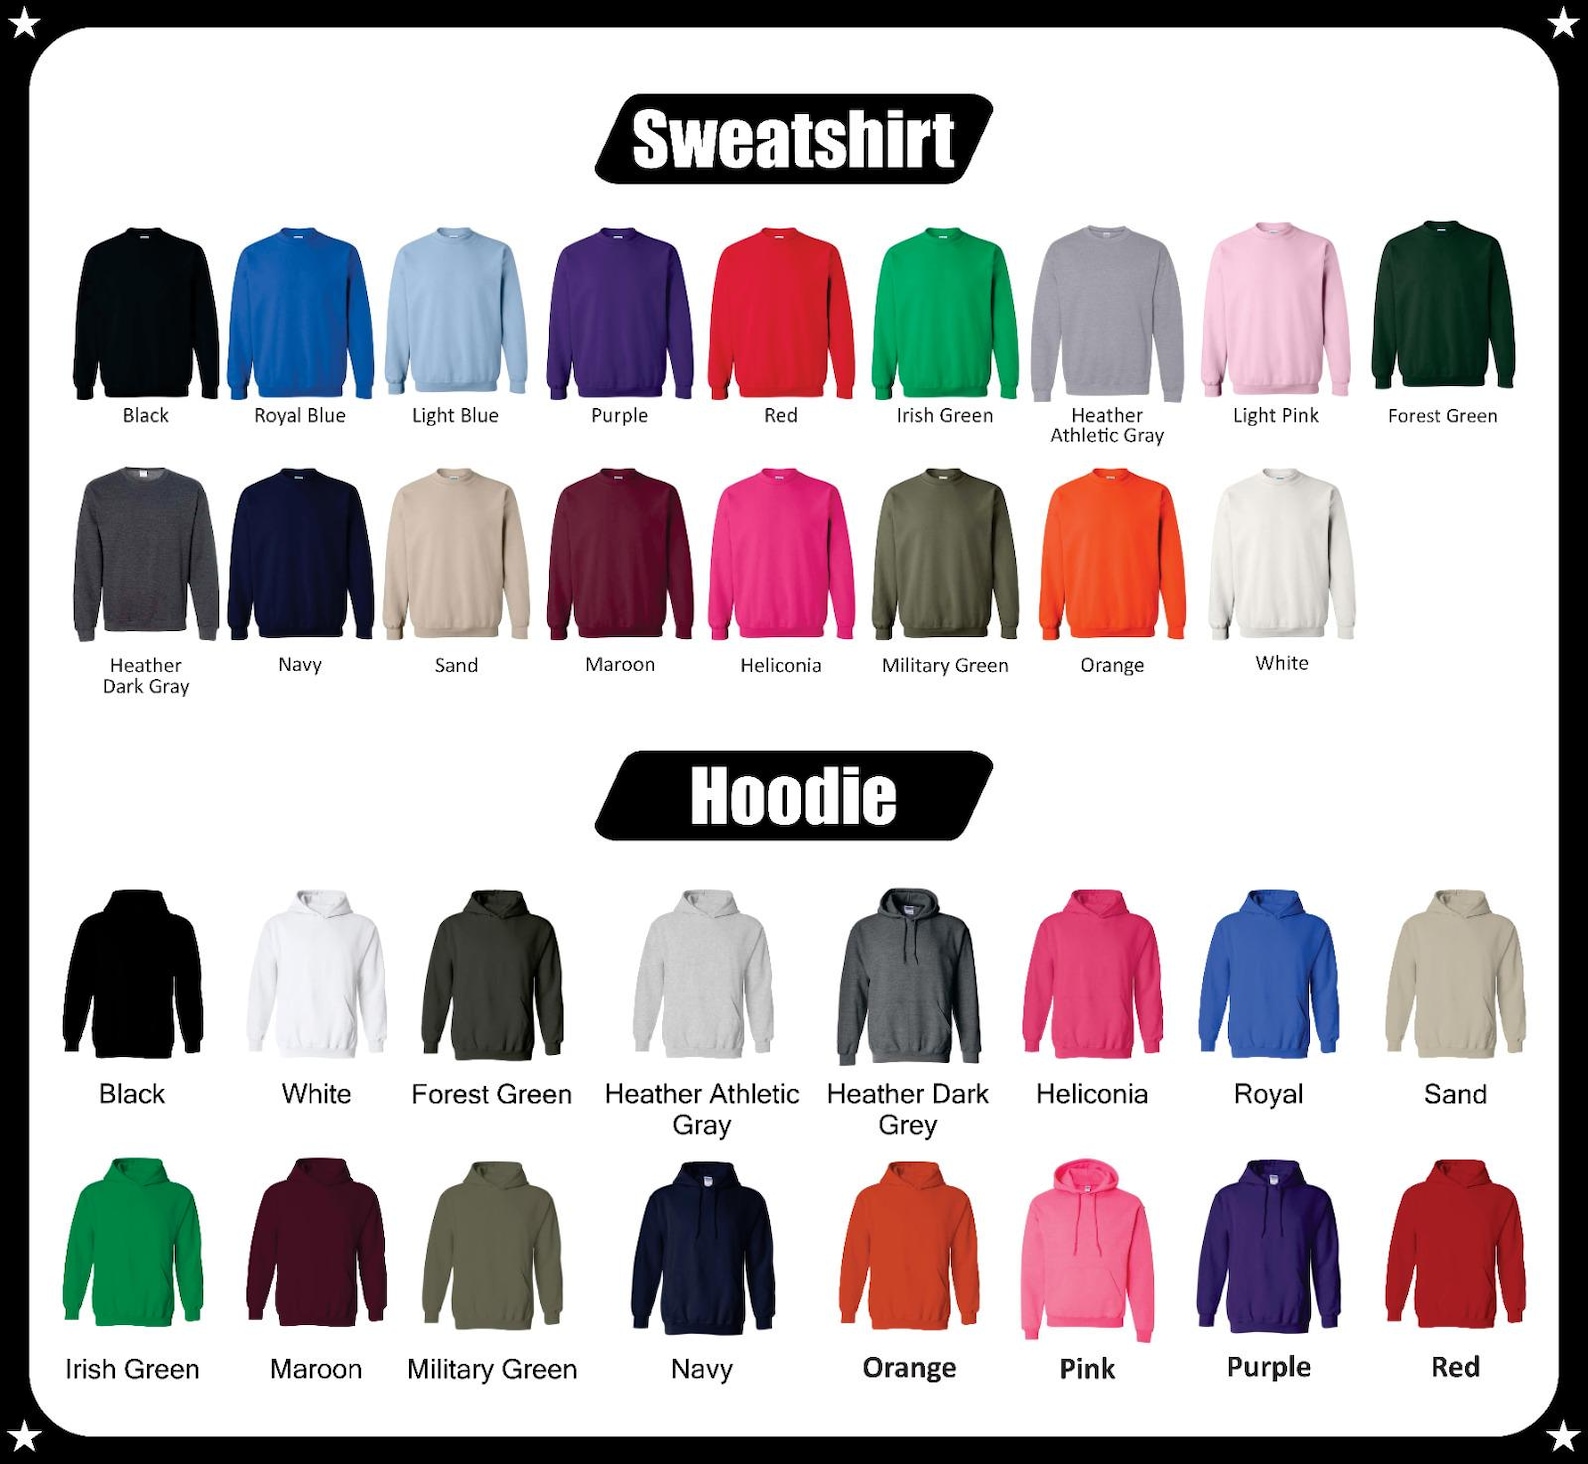 Sweatshirt
Black
Royal Blue
Light Blue
Purple
Red
Irish Green
Heather
Athletic Gray
Light Pink
Forest Green
Heather
Dark Gray
Navy
Sand
Maroon
Heliconia
Military Green
Orange
White
Hoodie
Black
White
Forest Green
Heather Athletic
Gray
Heather Dark
Grey
Heliconia
Royal
Sand
Irish Green
Maroon
Military Green
Navy
Orange
Pink
Purple
Red